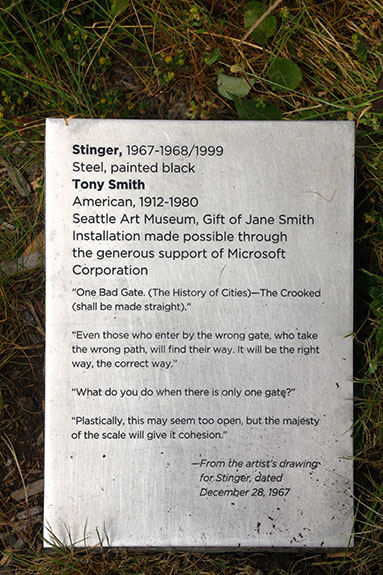 Stinger, 1967-1968/1999
Steel, painted black
Tony Smith
American, 1912-1980
Seattle Art Museum, Gift of Jane Smith
Installation made possible through
the generous support of Microsoft
Corporation
"One Bad Gate. (The History of Cities)—The Crooked
(shall be made straight)."
"Even those who enter by the wrong gate, who take
the wrong path, will find their way. It will be the right
way, the correct way."
"What do you do when there is only one gate?"
"Plastically, this may seem too open, but the majesty
of the scale will give it cohesion."
—From the artist's drawing
for Stinger, dated
December 28, 1967